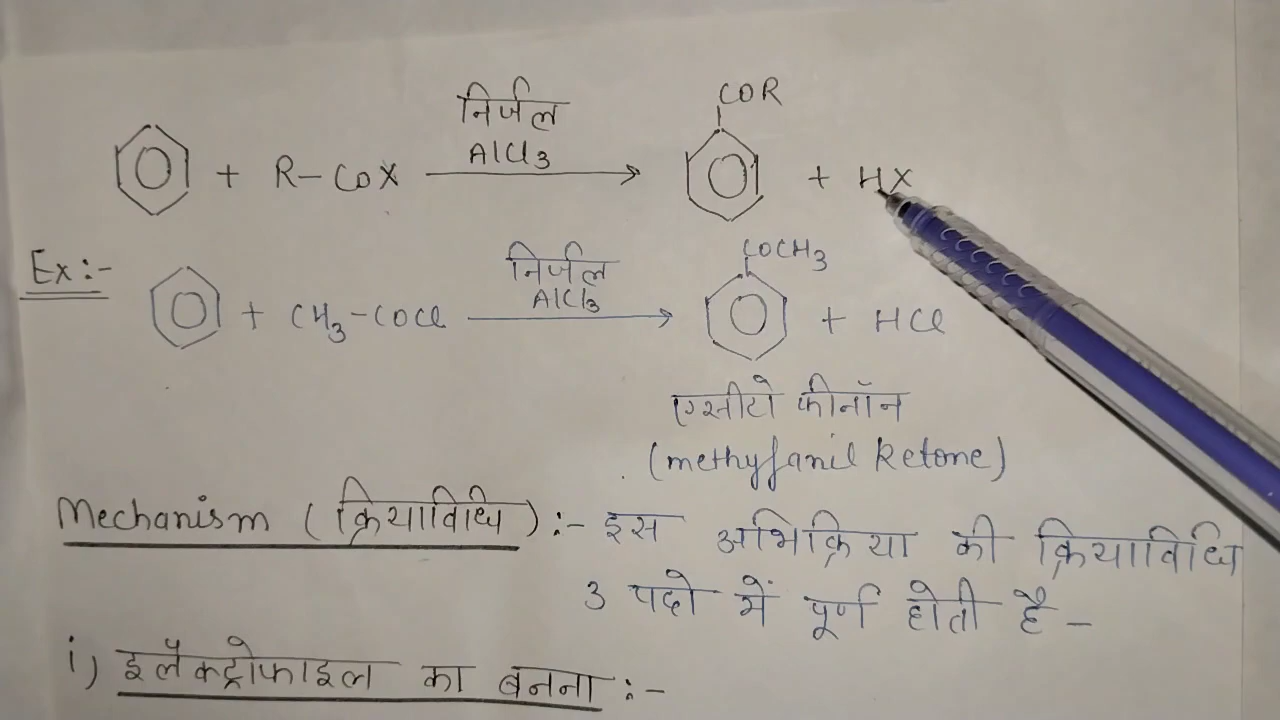 COR
निर्जल
+ R-COX AlCl3 + HX
COCH3
Ex:- निर्जल
+ CH3-COCl AlCl3 + HCl
एसीटो फीनॉन
(methyfanil ketone)
Mechanism (क्रियाविधि) :- इस अभिक्रिया की क्रियाविधि
3 पदो में पूर्ण होती है -
i) इलैक्ट्रोफाइल का बनना :-